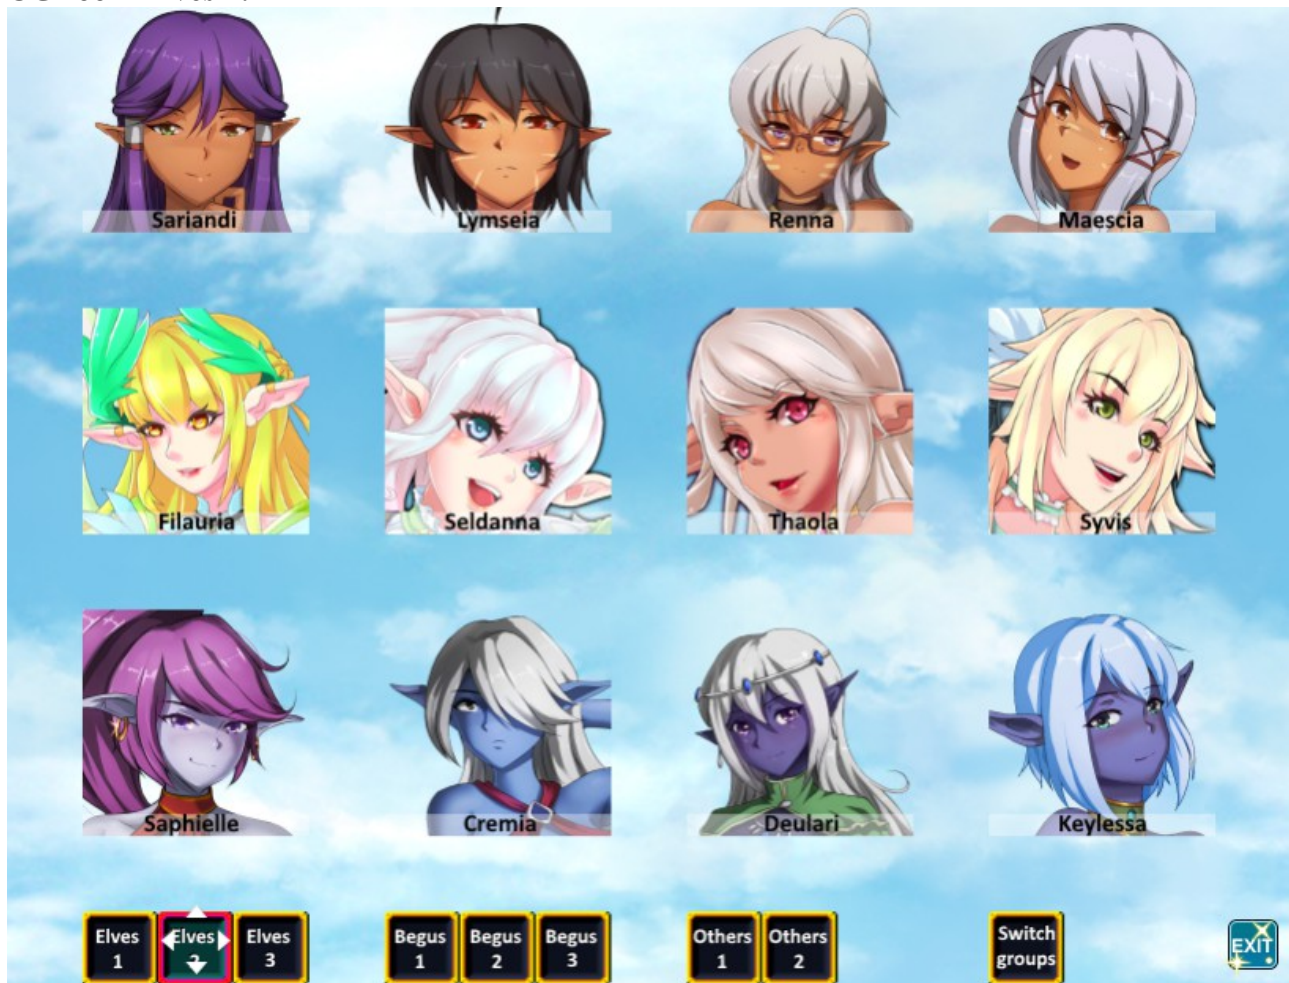 Sariandi
Lymseia
Renna
Maescia
Filauria
Seldanna
Thaola
Syvis
Saphielle
Cremia
Deulari
Keylessa
Elves
1
Elves
2
Elves
3
Begus
1
Begus
2
Begus
3
Others
1
Others
2
Switch
groups
EXIT